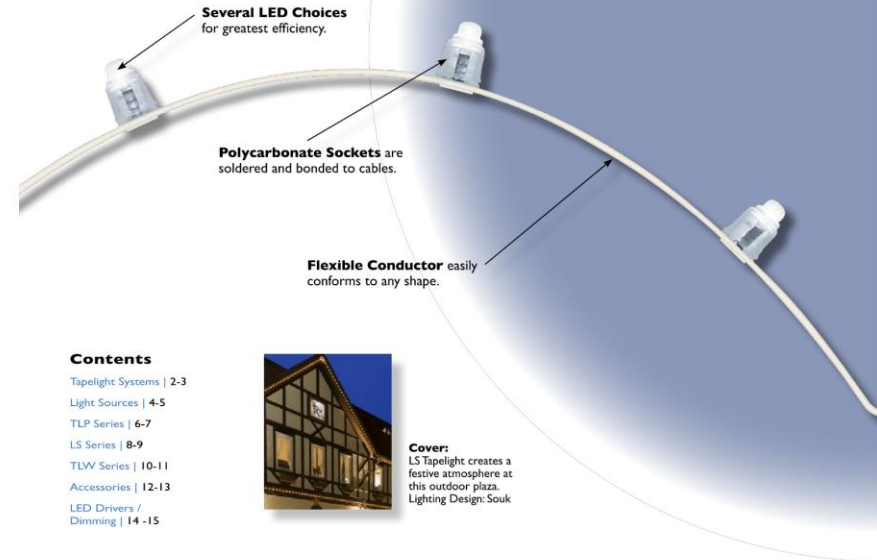 Several LED Choices
for greatest efficiency.
Polycarbonate Sockets are
soldered and bonded to cables.
Flexible Conductor easily
conforms to any shape.
Contents
Tapelight Systems | 2-3
Light Sources | 4-5
TLP Series | 6-7
LS Series | 8-9
TLW Series | 10-11
Accessories | 12-13
LED Drivers /
Dimming | 14 -15
Cover:
LS Tapelight creates a
festive atmosphere at
this outdoor plaza.
Lighting Design: Souk